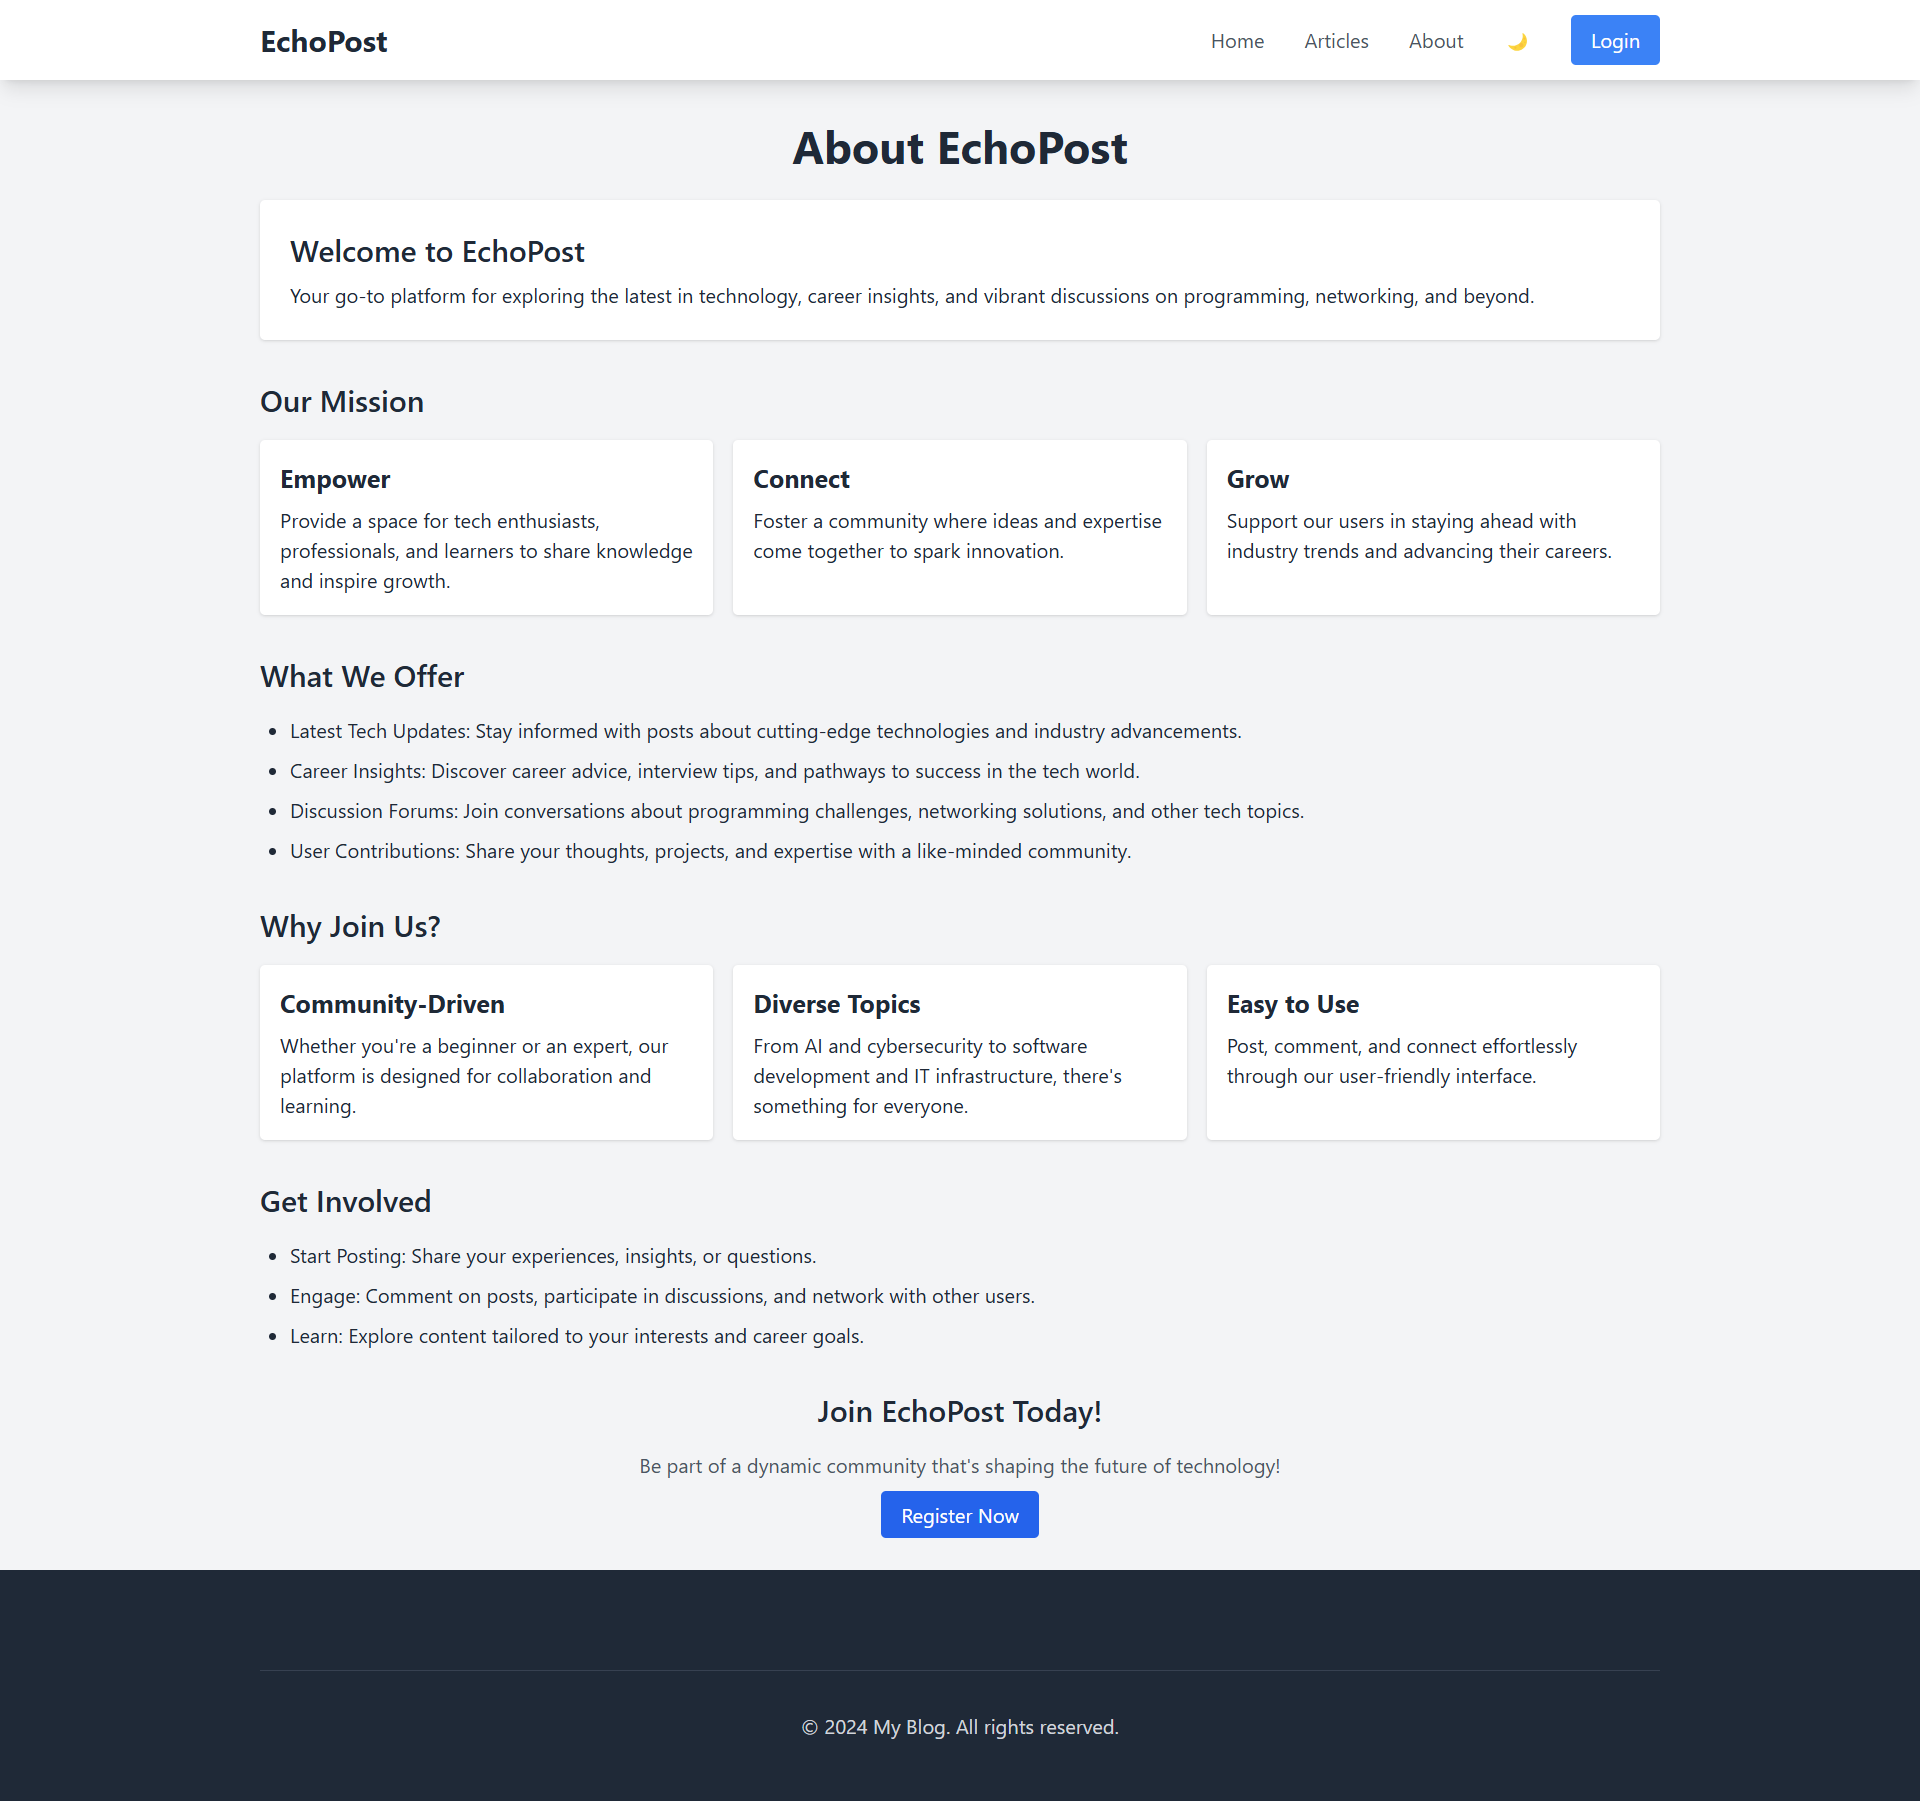 EchoPost
Home Articles About Login
About EchoPost
Welcome to EchoPost
Your go-to platform for exploring the latest in technology, career insights, and vibrant discussions on programming, networking, and beyond.
Our Mission
Empower
Provide a space for tech enthusiasts,
professionals, and learners to share knowledge
and inspire growth.
Connect
Foster a community where ideas and expertise
come together to spark innovation.
Grow
Support our users in staying ahead with
industry trends and advancing their careers.
What We Offer
• Latest Tech Updates: Stay informed with posts about cutting-edge technologies and industry advancements.
• Career Insights: Discover career advice, interview tips, and pathways to success in the tech world.
• Discussion Forums: Join conversations about programming challenges, networking solutions, and other tech topics.
• User Contributions: Share your thoughts, projects, and expertise with a like-minded community.
Why Join Us?
Community-Driven
Whether you're a beginner or an expert, our
platform is designed for collaboration and
learning.
Diverse Topics
From AI and cybersecurity to software
development and IT infrastructure, there's
something for everyone.
Easy to Use
Post, comment, and connect effortlessly
through our user-friendly interface.
Get Involved
• Start Posting: Share your experiences, insights, or questions.
• Engage: Comment on posts, participate in discussions, and network with other users.
• Learn: Explore content tailored to your interests and career goals.
Join EchoPost Today!
Be part of a dynamic community that's shaping the future of technology!
Register Now
© 2024 My Blog. All rights reserved.